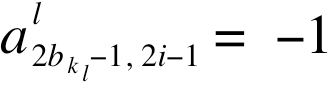 $a^{l}_{2b_{k_l}-1,\,2i-1} = -1$